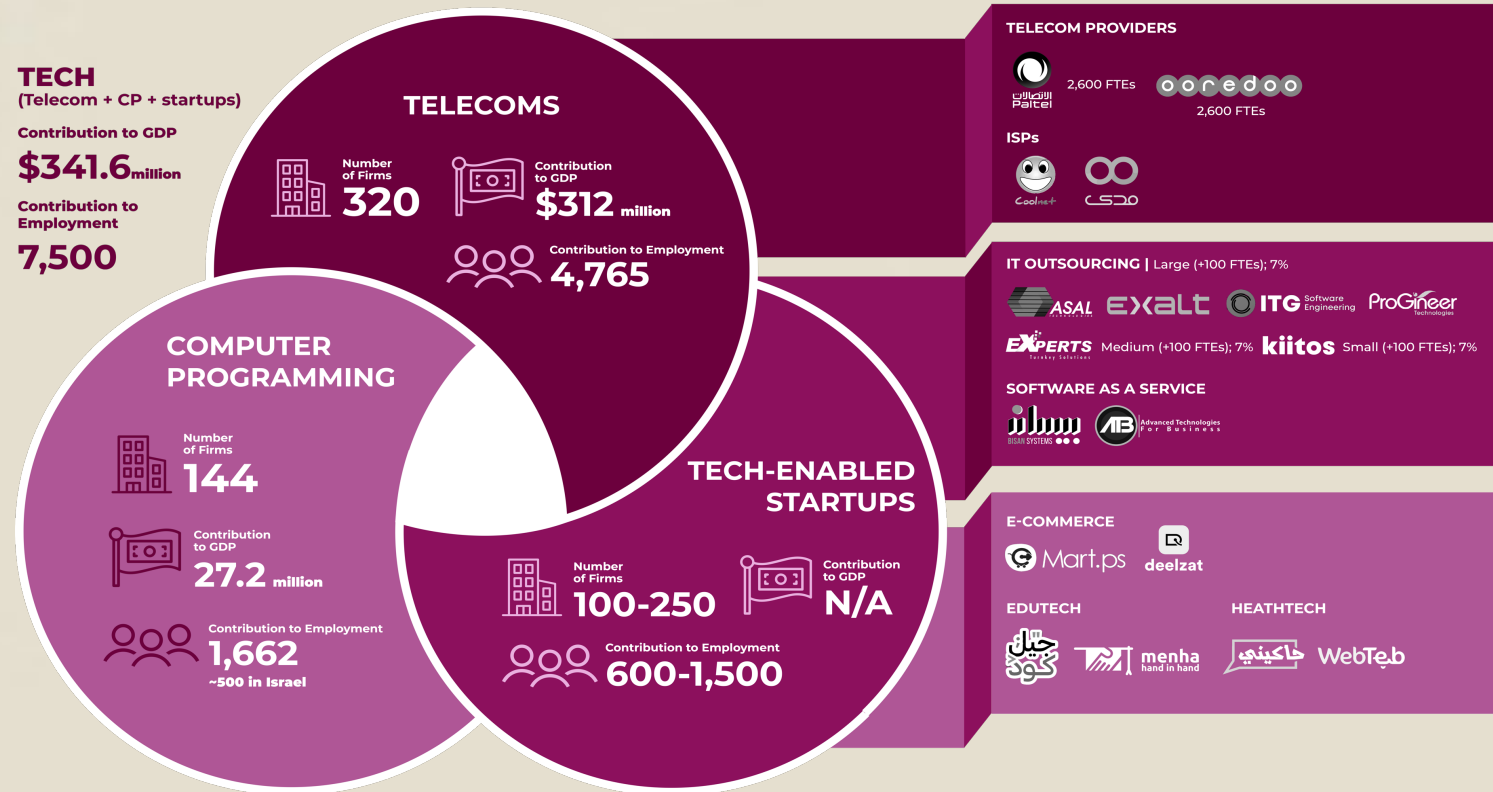 TECH
(Telecom + CP + startups)
Contribution to GDP
$341.6 million
Contribution to
Employment
7,500
TELECOMS
Number
of Firms
320
Contribution
to GDP
$312 million
Contribution to Employment
4,765
COMPUTER
PROGRAMMING
Number
of Firms
144
Contribution
to GDP
27.2 million
Contribution to Employment
1,662
~500 in Israel
TECH-ENABLED
STARTUPS
Number
of Firms
100-250
Contribution
to GDP
N/A
Contribution to Employment
600-1,500
TELECOM PROVIDERS
الاتصالات
Paltel
2,600 FTEs
ooredoo
2,600 FTEs
ISPs
Coolnet
مدى
IT OUTSOURCING | Large (+100 FTEs); 7%
ASAL
TECHNOLOGIES
EXALT
ITG Software
Engineering
ProGineer
Technologies
EXPERTS
Turnkey Solutions
Medium (+100 FTEs); 7%
kiitos
Small (+100 FTEs); 7%
SOFTWARE AS A SERVICE
بيسان
BISAN SYSTEMS
ATB
Advanced Technologies
For Business
E-COMMERCE
Mart.ps
deelzat
EDUTECH
جيل
كود
menha
hand in hand
HEATHTECH
حاكيني
WebTeb